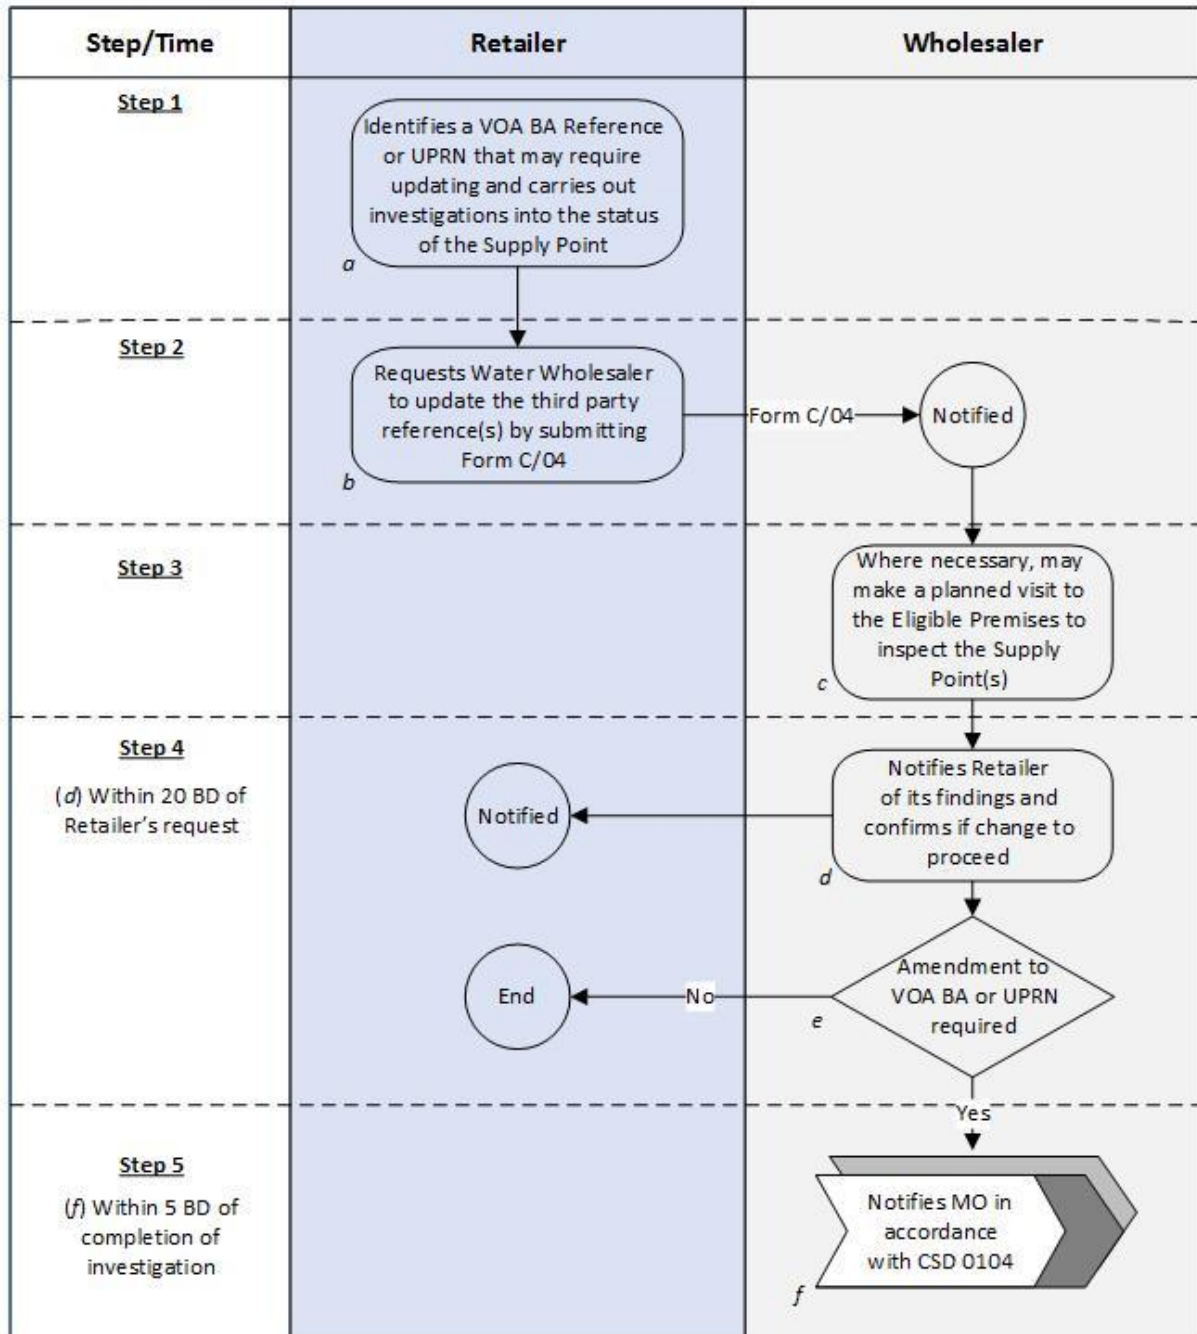 Step/Time
Retailer
Wholesaler
Step 1
Identifies a VOA BA Reference
or UPRN that may require
updating and carries out
investigations into the status
of the Supply Point
a
Step 2
Requests Water Wholesaler
to update the third party
reference(s) by submitting
Form C/04
b
Form C/04
Notified
Step 3
Where necessary, may
make a planned visit to
the Eligible Premises to
inspect the Supply
Point(s)
c
Step 4
(d) Within 20 BD of
Retailer's request
Notified
Notifies Retailer
of its findings and
confirms if change to
proceed
d
End
No
Amendment to
VOA BA or UPRN
required
e
Yes
Step 5
(f) Within 5 BD of
completion of
investigation
Notifies MO in
accordance
with CSD 0104
f